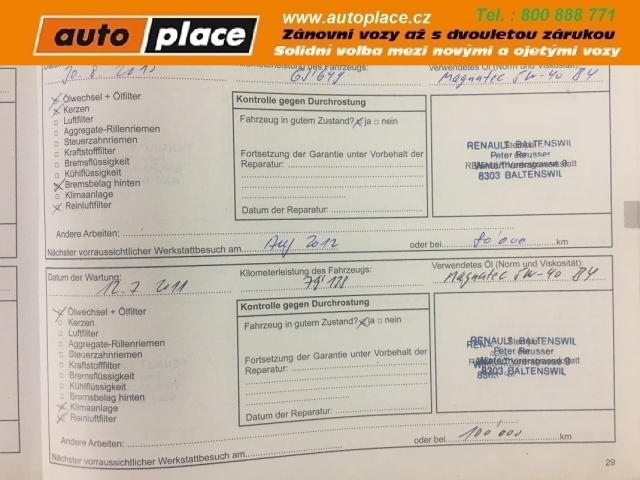 auto place
www.autoplace.cz
Tel. : 800 888 771
Zánovní vozy až s dvouletou zárukou
Solidní volba mezi novými a ojetými vozy
Verwendetes Öl (Norm und Viskosität):
Magnatec 5W-40 B4
Ölwechsel + Ölfilter
Kerzen
Luftfilter
Aggregate-Rillenriemen
Steuerzahnriemen
Kraftstofffilter
Bremsflüssigkeit
Kühlflüssigkeit
Bremsbelag hinten
Klimaanlage
Reinluftfilter
Kontrolle gegen Durchrostung
Fahrzeug in gutem Zustand? ja nein
Fortsetzung der Garantie unter Vorbehalt der
Reparatur:
Datum der Reparatur:
RENAULT BALTENSWIL
Peter Reusser
8303 BALTENSWIL
Andere Arbeiten:
Nächster vorraussichtlicher Werkstattbesuch am Aug 2012 oder bei 80'000 km
Datum der Wartung: 12.7 2011
Kilometerleistung des Fahrzeugs:
79'178
Verwendetes Öl (Norm und Viskosität):
Magnatec 5W-40 B4
Ölwechsel + Ölfilter
Kerzen
Luftfilter
Aggregate-Rillenriemen
Steuerzahnriemen
Kraftstofffilter
Bremsflüssigkeit
Kühlflüssigkeit
Bremsbelag hinten
Klimaanlage
Reinluftfilter
Kontrolle gegen Durchrostung
Fahrzeug in gutem Zustand? ja nein
Fortsetzung der Garantie unter Vorbehalt der
Reparatur:
Datum der Reparatur:
RENAULT BALTENSWIL
Peter Reusser
8303 BALTENSWIL
Andere Arbeiten:
Nächster vorraussichtlicher Werkstattbesuch am oder bei 100'000 km
29